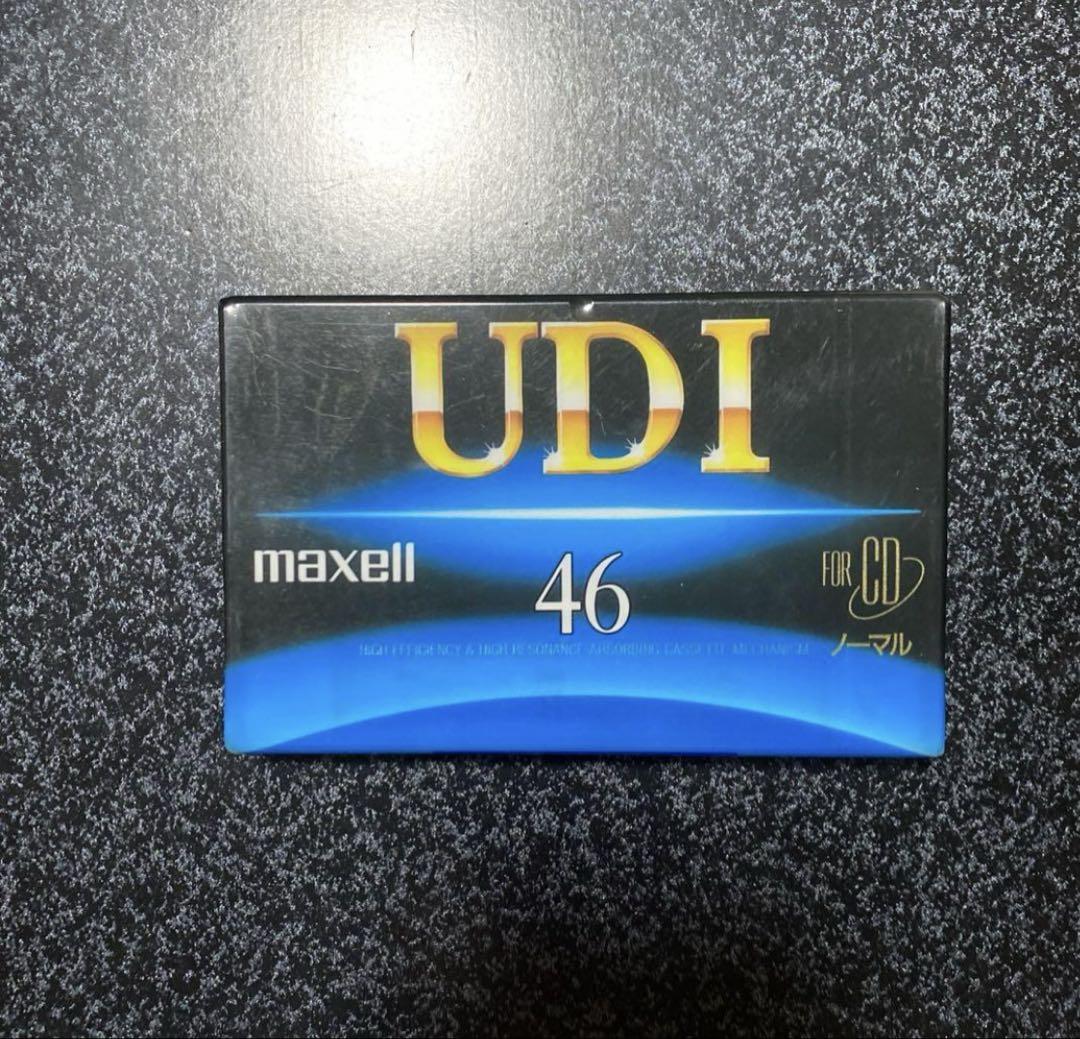 UDI
maxell
46
FOR CD
ノーマル
HIGH EFFICIENCY & HIGH RESONANCE ABSORBING CASSETTE MECHANISM